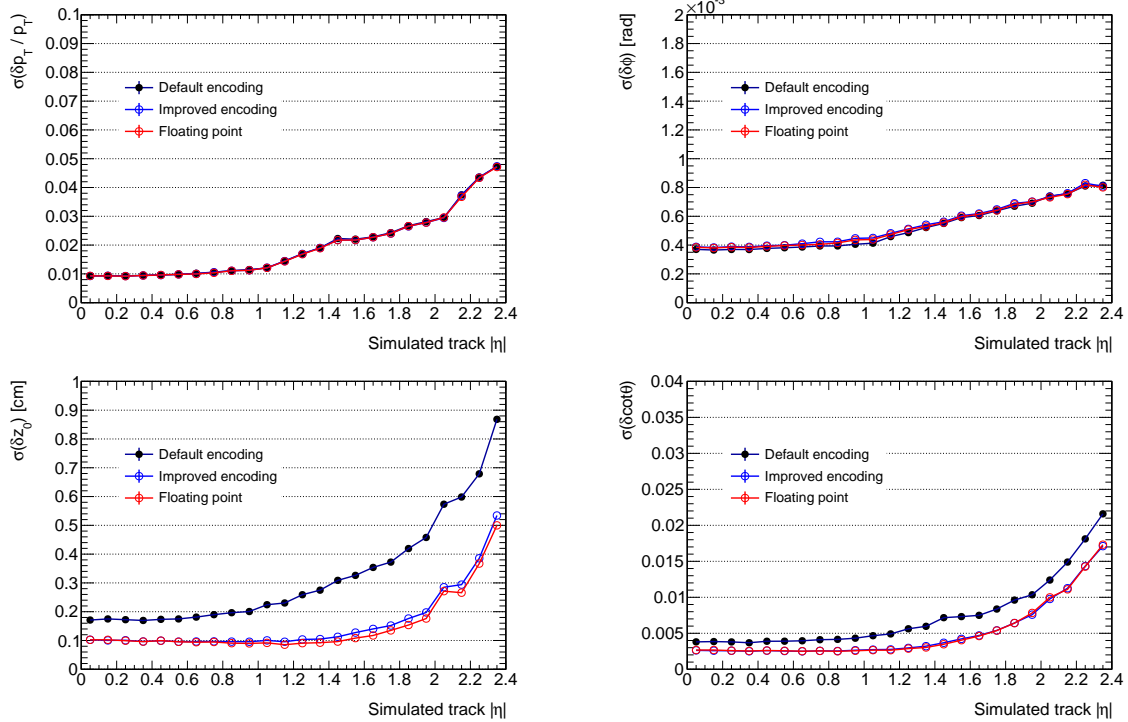 σ(δp_T / p_T)
0.1
0.09
0.08
0.07
0.06
0.05
0.04
0.03
0.02
0.01
0
Default encoding
Improved encoding
Floating point
0 0.2 0.4 0.6 0.8 1 1.2 1.4 1.6 1.8 2 2.2 2.4
Simulated track |η|
σ(δϕ) [rad]
2
1.8
1.6
1.4
1.2
1
0.8
0.6
0.4
0.2
0
Default encoding
Improved encoding
Floating point
0 0.2 0.4 0.6 0.8 1 1.2 1.4 1.6 1.8 2 2.2 2.4
Simulated track |η|
σ(δz_0) [cm]
1
0.9
0.8
0.7
0.6
0.5
0.4
0.3
0.2
0.1
0
Default encoding
Improved encoding
Floating point
0 0.2 0.4 0.6 0.8 1 1.2 1.4 1.6 1.8 2 2.2 2.4
Simulated track |η|
σ(δcotθ)
0.04
0.035
0.03
0.025
0.02
0.015
0.01
0.005
0
Default encoding
Improved encoding
Floating point
0 0.2 0.4 0.6 0.8 1 1.2 1.4 1.6 1.8 2 2.2 2.4
Simulated track |η|